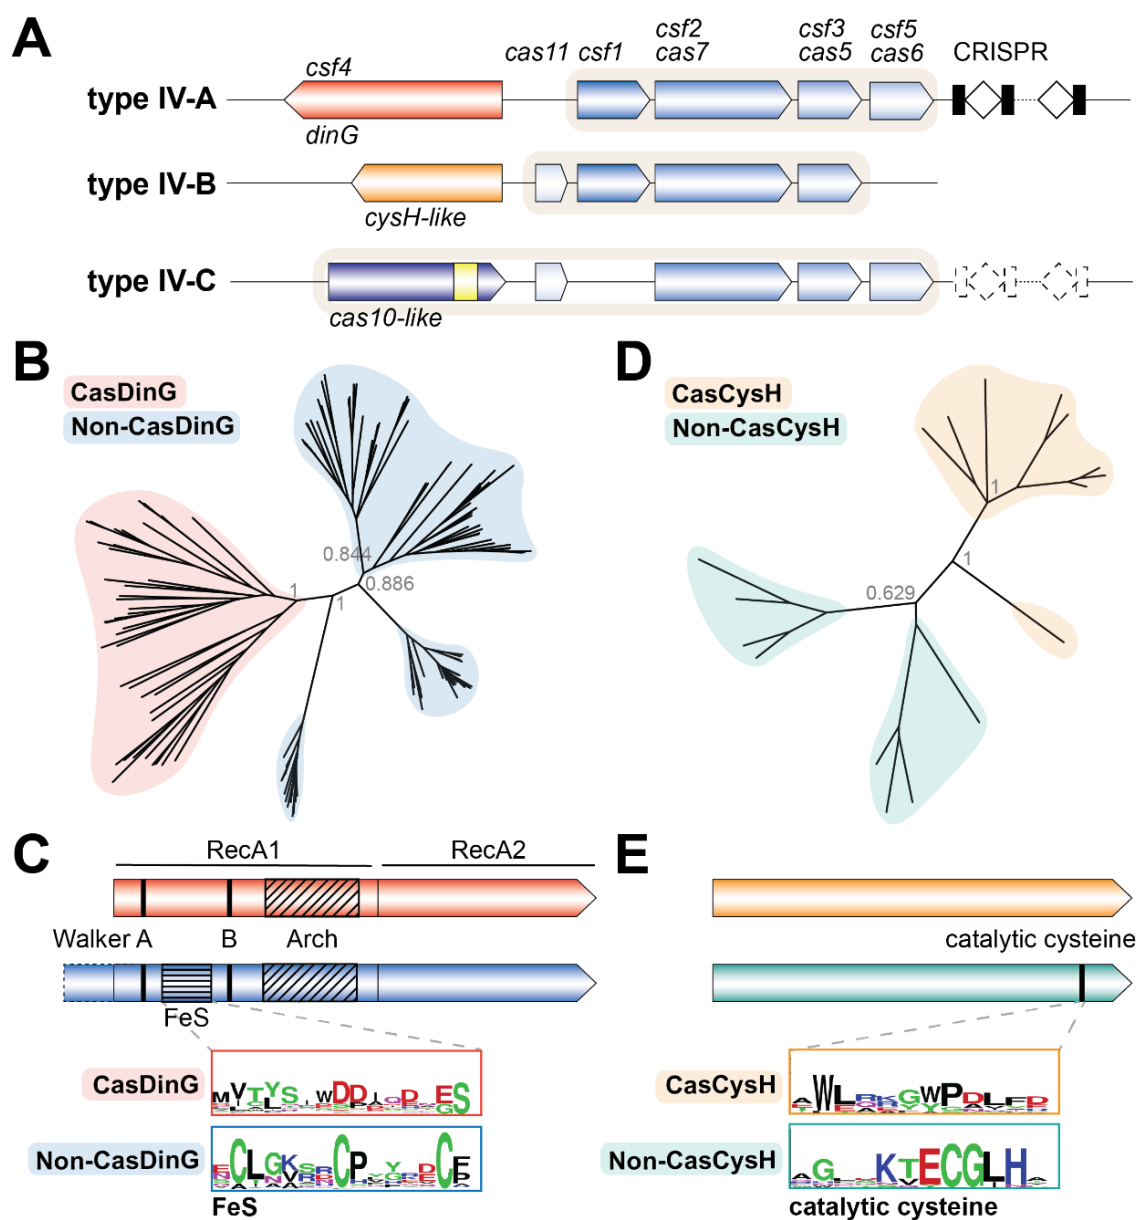 A
csf2 csf3 csf5
cas11 csf1 cas7 cas5 cas6 CRISPR
csf4
type IV-A
dinG
type IV-B
cysH-like
type IV-C
cas10-like
B
CasDinG
Non-CasDinG
0.844
0.886
1
1
D
CasCysH
Non-CasCysH
1
1
0.629
C
RecA1 RecA2
Walker A B Arch
FeS
CasDinG
Non-CasDinG
FeS
E
catalytic cysteine
CasCysH
Non-CasCysH
catalytic cysteine